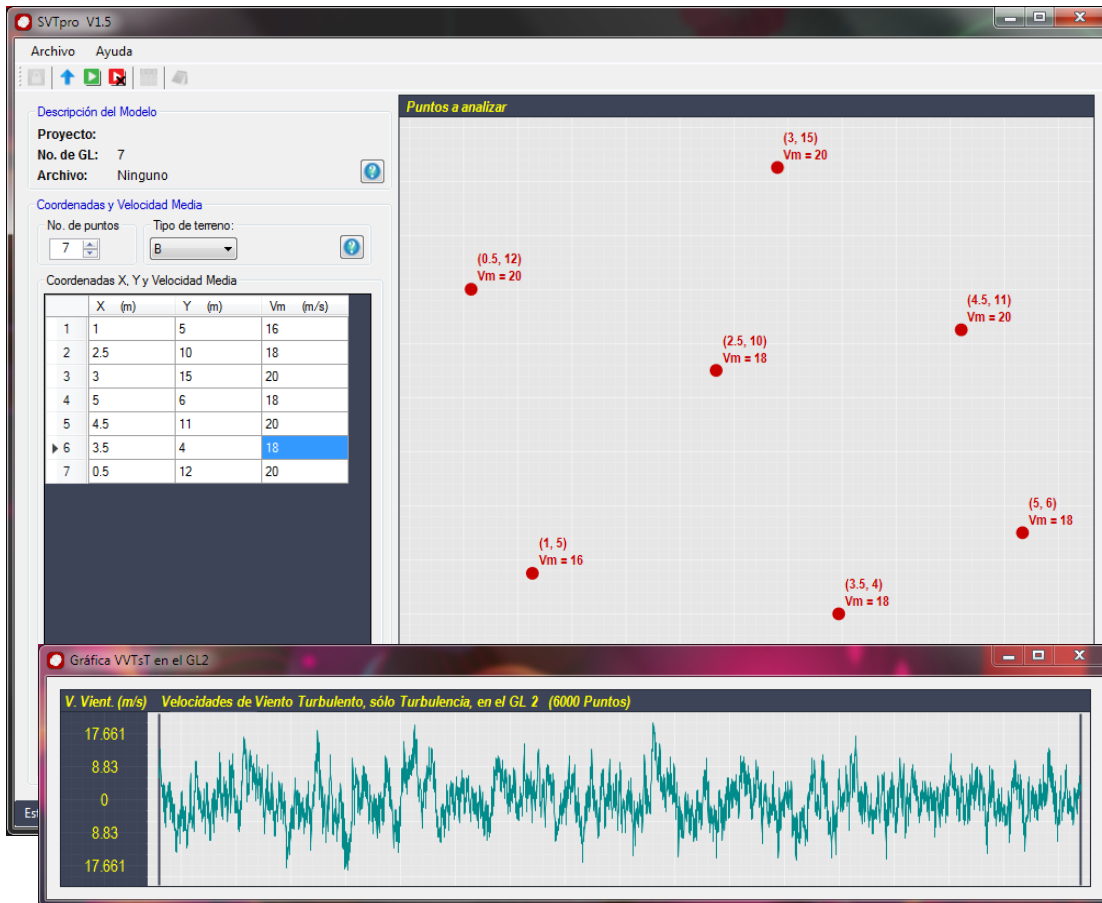 SVTpro V1.5
Archivo Ayuda
Descripción del Modelo
Proyecto:
No. de GL: 7
Archivo: Ninguno
Coordenadas y Velocidad Media
No. de puntos Tipo de terreno:
7 B
Coordenadas X, Y y Velocidad Media
X (m) Y (m) Vm (m/s)
1 1 5 16
2 2.5 10 18
3 3 15 20
4 5 6 18
5 4.5 11 20
6 3.5 4 18
7 0.5 12 20
Puntos a analizar
(3, 15)
Vm = 20
(0.5, 12)
Vm = 20
(4.5, 11)
Vm = 20
(2.5, 10)
Vm = 18
(5, 6)
Vm = 18
(1, 5)
Vm = 16
(3.5, 4)
Vm = 18
Est
Gráfica VVTsT en el GL2
V. Vient. (m/s) Velocidades de Viento Turbulento, sólo Turbulencia, en el GL 2 (6000 Puntos)
17.661
8.83
0
8.83
17.661